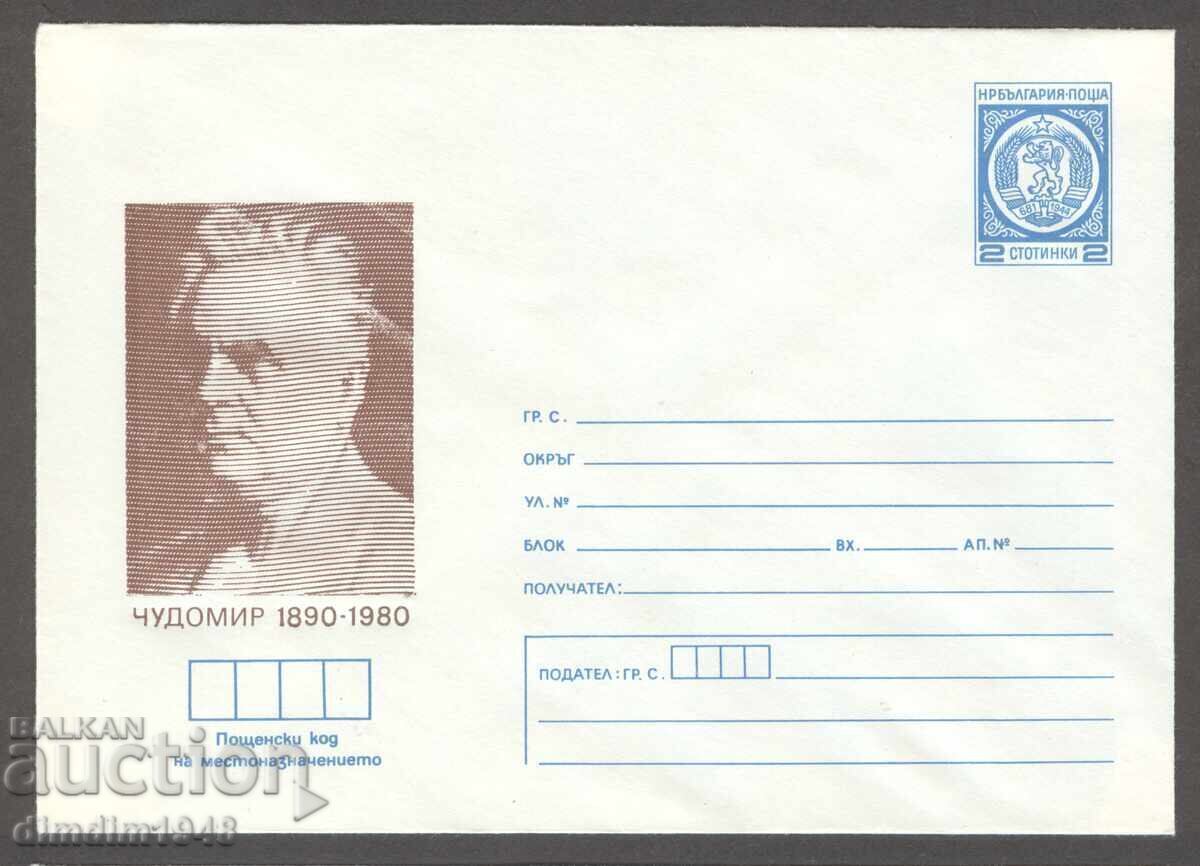 НРБЪЛГАРИЯ·ПОЩА
681 1944
2 СТОТИНКИ 2
ГР. С.
ОКРЪГ
УЛ.№
БЛОК ВХ. АП.№
ПОЛУЧАТЕЛ:
ЧУДОМИР 1890-1980
ПОДАТЕЛ: ГР. С.
Пощенски код
на местоназначението
BALKAN
auction
dimdim1948